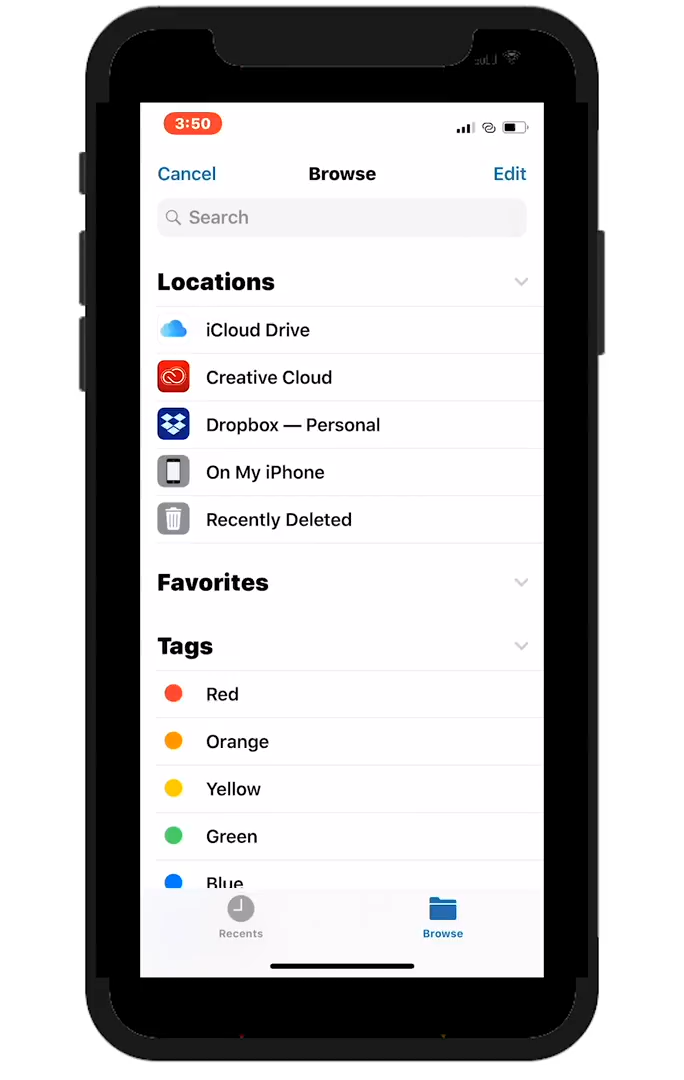 3:50
Cancel Browse Edit
Search
Locations
iCloud Drive
Creative Cloud
Dropbox — Personal
On My iPhone
Recently Deleted
Favorites
Tags
Red
Orange
Yellow
Green
Blue
Recents Browse